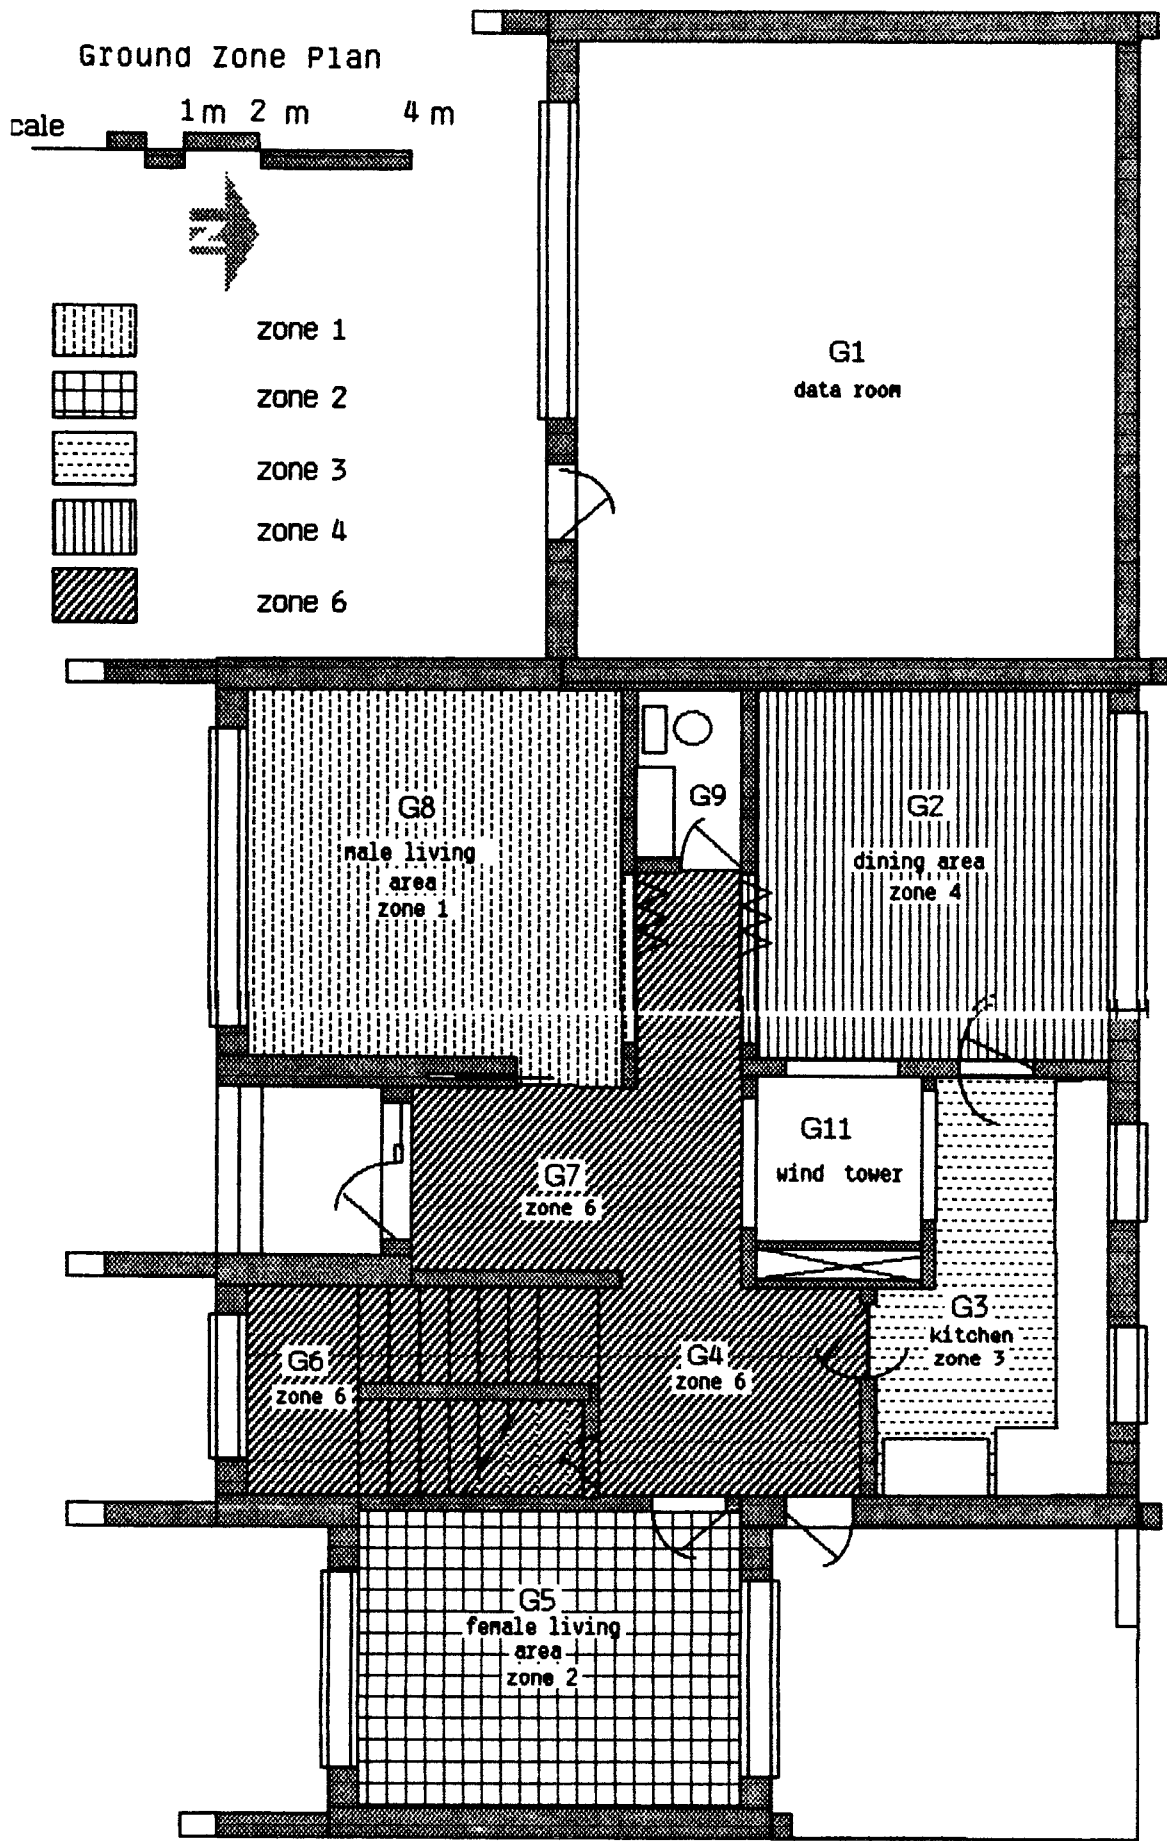 Ground Zone Plan
1m 2 m 4 m
cale
N
zone 1
zone 2
zone 3
zone 4
zone 6
G1
data room
G8
male living
area
zone 1
G9
G2
dining area
zone 4
G11
wind tower
G7
zone 6
G3
kitchen
zone 3
G6
zone 6
G4
zone 6
G5
female living
area
zone 2